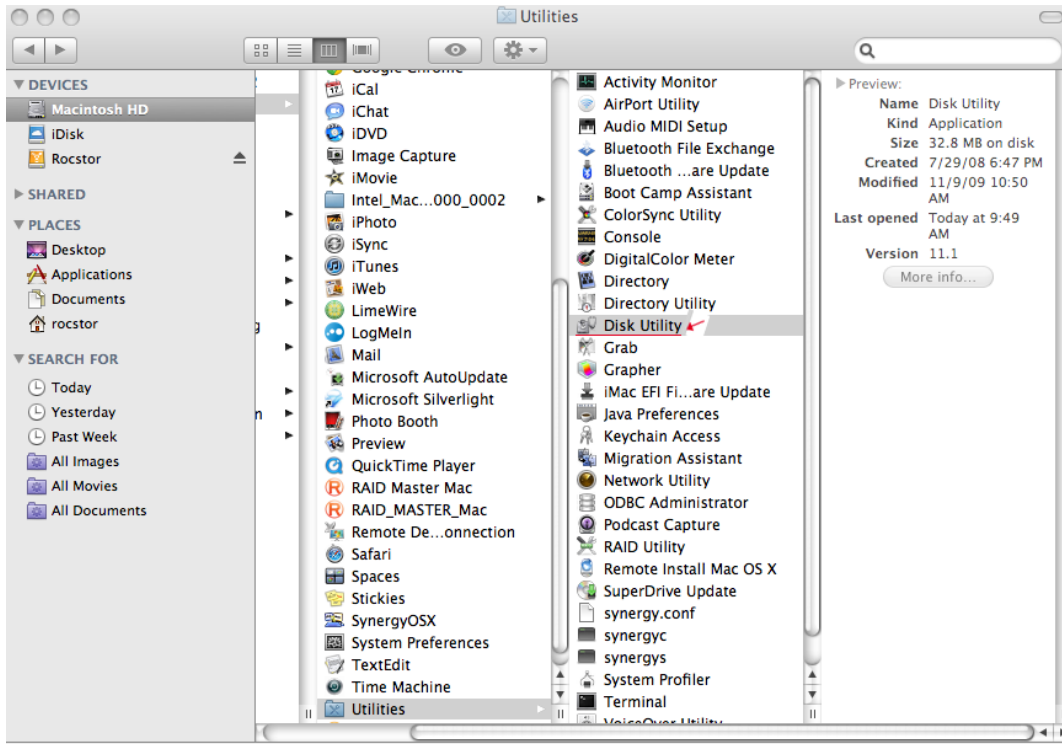 Utilities
DEVICES
Macintosh HD
iDisk
Rocstor
SHARED
PLACES
Desktop
Applications
Documents
rocstor
SEARCH FOR
Today
Yesterday
Past Week
All Images
All Movies
All Documents
Google Chrome
iCal
iChat
iDVD
Image Capture
iMovie
Intel_Mac...000_0002
iPhoto
iSync
iTunes
iWeb
LimeWire
LogMeIn
Mail
Microsoft AutoUpdate
Microsoft Silverlight
Photo Booth
Preview
QuickTime Player
RAID Master Mac
RAID_MASTER_Mac
Remote De...onnection
Safari
Spaces
Stickies
SynergyOSX
System Preferences
TextEdit
Time Machine
Utilities
Activity Monitor
AirPort Utility
Audio MIDI Setup
Bluetooth File Exchange
Bluetooth ...are Update
Boot Camp Assistant
ColorSync Utility
Console
DigitalColor Meter
Directory
Directory Utility
Disk Utility
Grab
Grapher
iMac EFI Fi...are Update
Java Preferences
Keychain Access
Migration Assistant
Network Utility
ODBC Administrator
Podcast Capture
RAID Utility
Remote Install Mac OS X
SuperDrive Update
synergy.conf
synergyc
synergys
System Profiler
Terminal
VoiceOver Utility
Preview:
Name Disk Utility
Kind Application
Size 32.8 MB on disk
Created 7/29/08 6:47 PM
Modified 11/9/09 10:50
AM
Last opened Today at 9:49
AM
Version 11.1
More info...